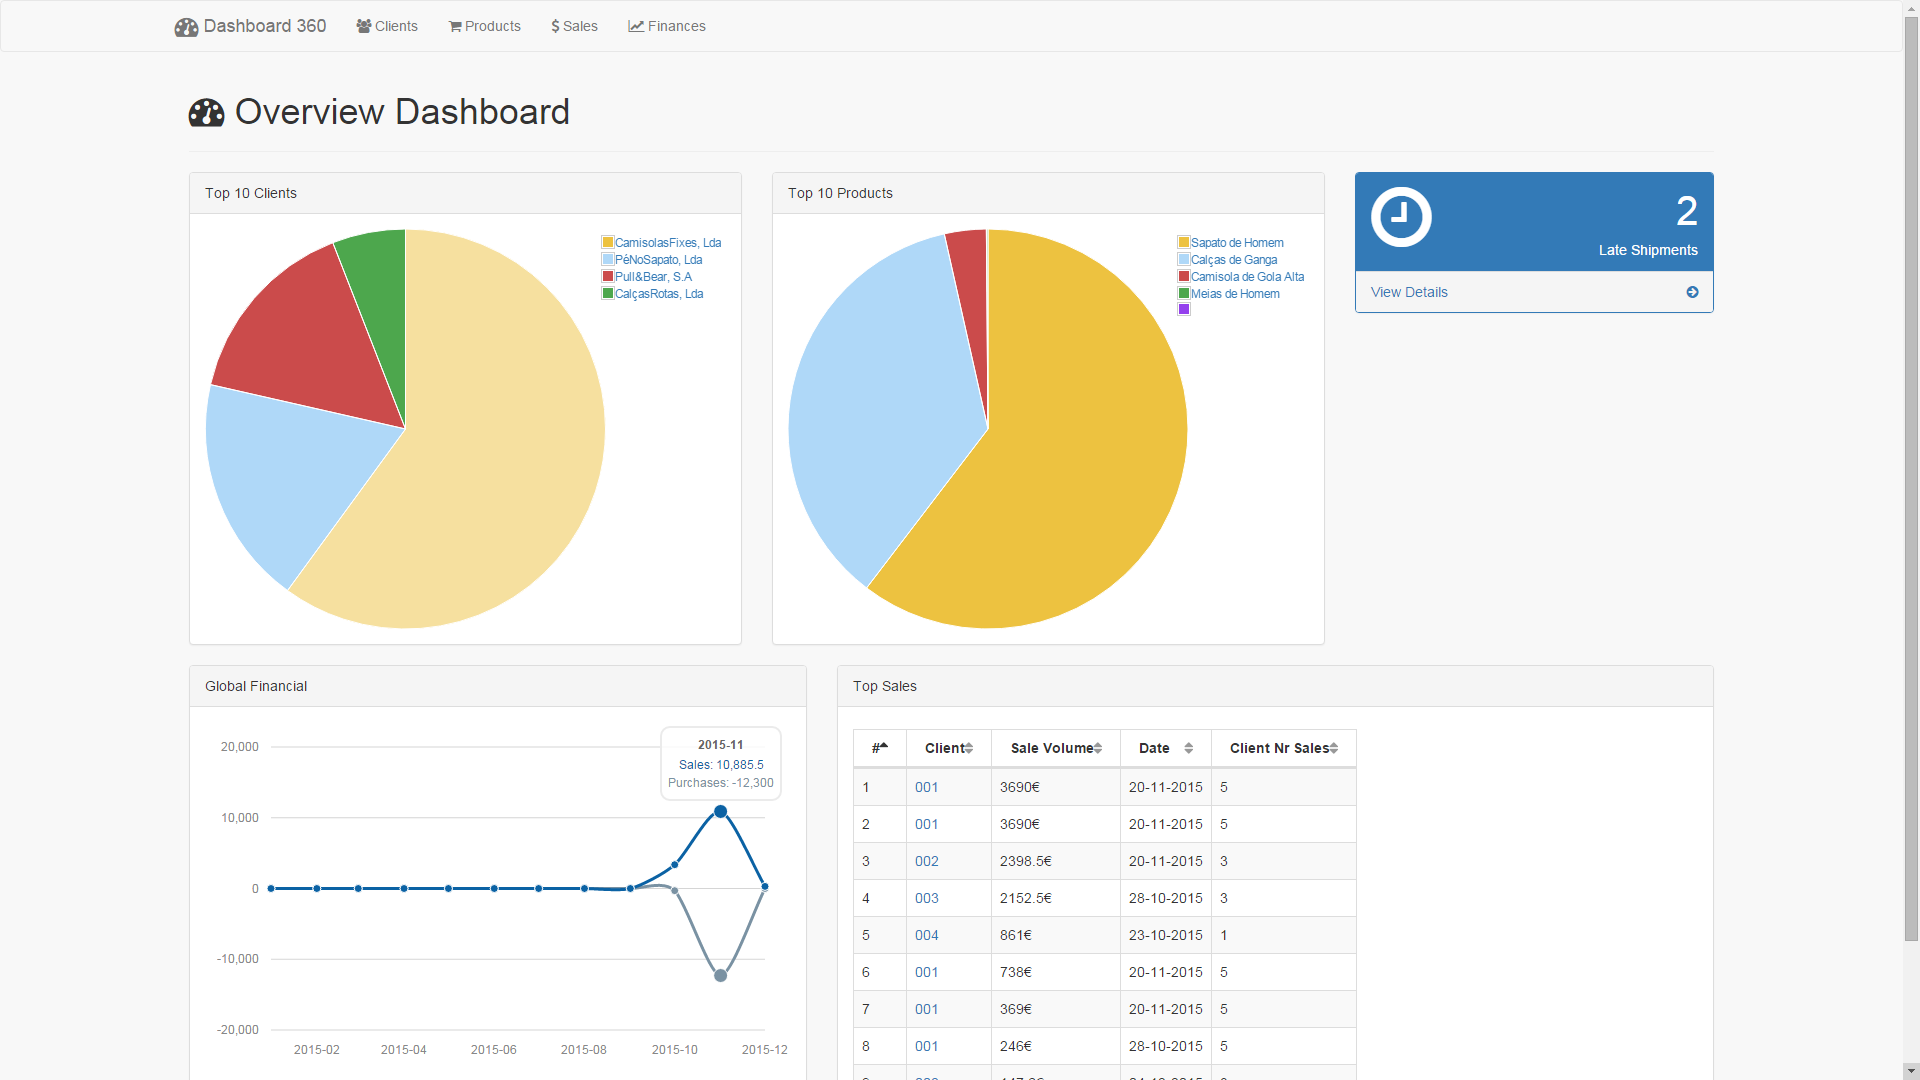 Dashboard 360 Clients Products $ Sales Finances
Overview Dashboard
Top 10 Clients
CamisolasFixes, Lda
PéNoSapato, Lda
Pull&Bear, S.A
CalçasRotas, Lda
Top 10 Products
Sapato de Homem
Calças de Ganga
Camisola de Gola Alta
Meias de Homem
2
Late Shipments
View Details
Global Financial
20,000
10,000
0
-10,000
-20,000
2015-11
Sales: 10,885.5
Purchases: -12,300
2015-02 2015-04 2015-06 2015-08 2015-10 2015-12
Top Sales
# Client Sale Volume Date Client Nr Sales
1 001 3690€ 20-11-2015 5
2 001 3690€ 20-11-2015 5
3 002 2398.5€ 20-11-2015 3
4 003 2152.5€ 28-10-2015 3
5 004 861€ 23-10-2015 1
6 001 738€ 20-11-2015 5
7 001 369€ 20-11-2015 5
8 001 246€ 28-10-2015 5